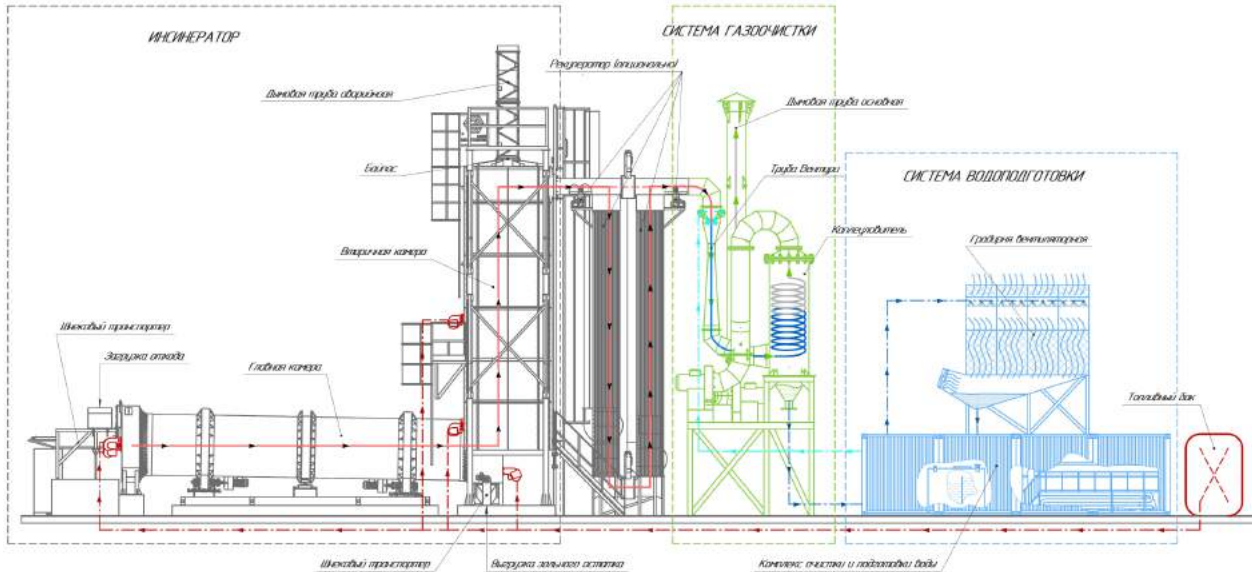 ИНСИНЕРАТОР
СИСТЕМА ГАЗООЧИСТКИ
Рекуператор (опционально)
Дымовая труба аварийная
Дымовая труба основная
Байпас
Труба Вентури
СИСТЕМА ВОДОПОДГОТОВКИ
Каплеуловитель
Градирня вентиляторная
Вторичная камера
Шнековый транспортер
Загрузка отхода
Главная камера
Топливный бак
Шнековый транспортер
Выгрузка зольного остатка
Комплекс очистки и подготовки воды